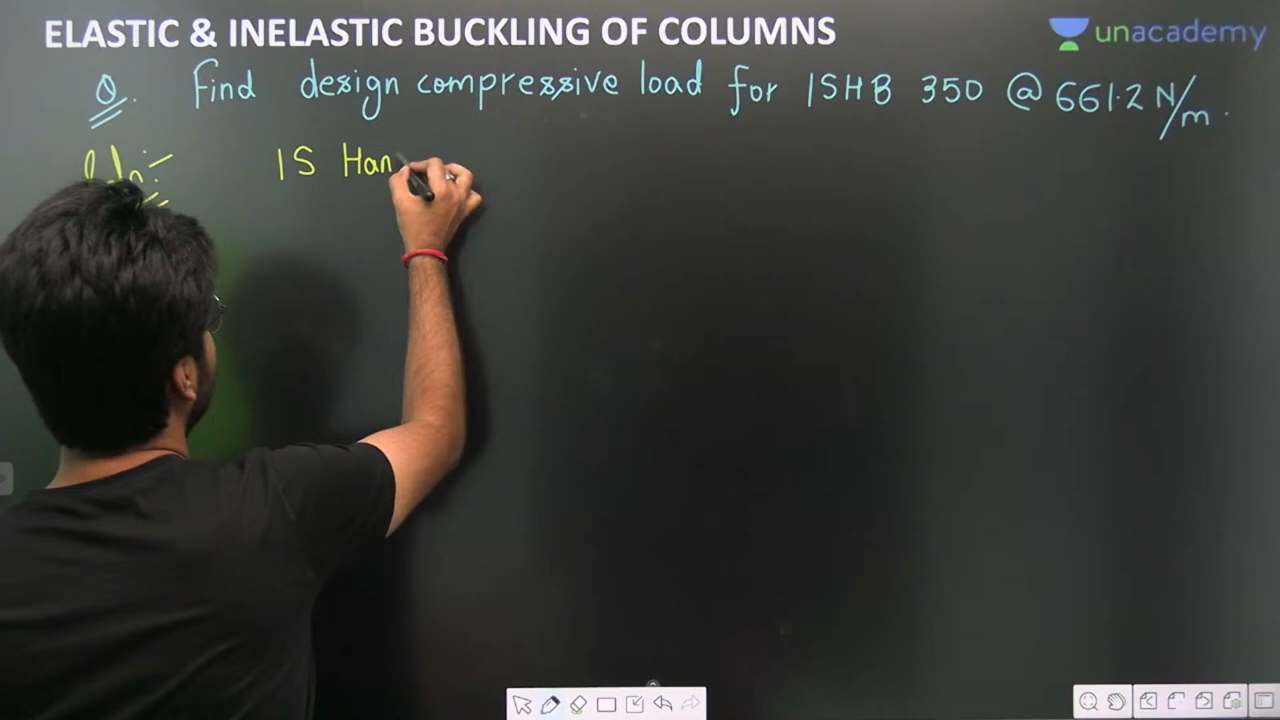 ELASTIC & INELASTIC BUCKLING OF COLUMNS
unacademy
Q. Find design compressive load for ISHB 350 @ 661.2 N/m.
IS Han